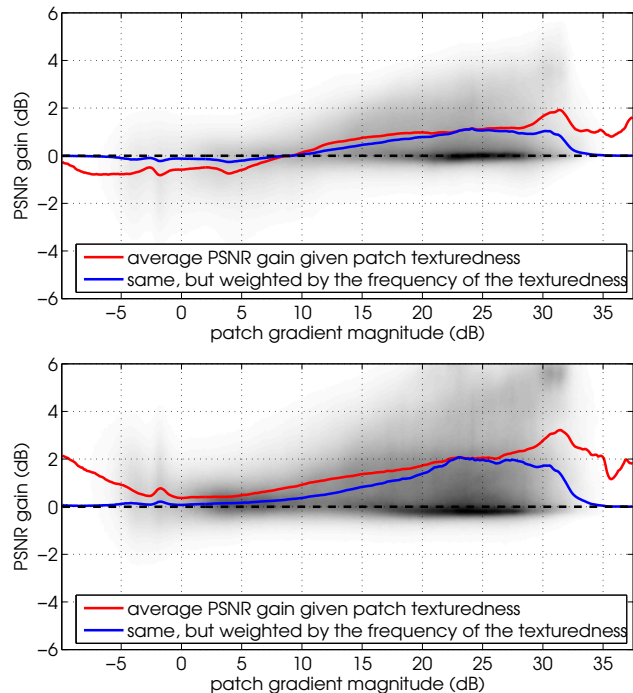 6
4
2
0
−2
−4
−6
PSNR gain (dB)
average PSNR gain given patch texturedness
same, but weighted by the frequency of the texturedness
−5 0 5 10 15 20 25 30 35
patch gradient magnitude (dB)
6
4
2
0
−2
−4
−6
PSNR gain (dB)
average PSNR gain given patch texturedness
same, but weighted by the frequency of the texturedness
−5 0 5 10 15 20 25 30 35
patch gradient magnitude (dB)